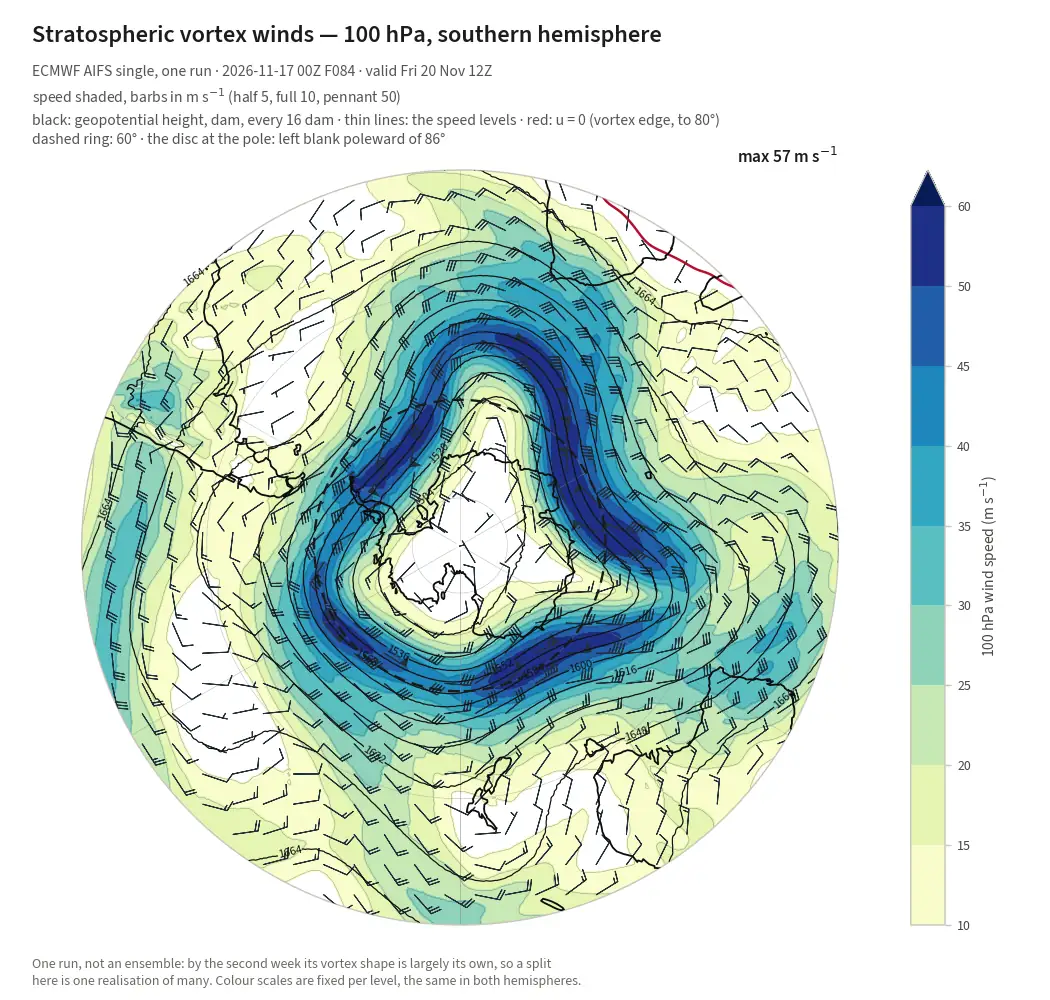 Stratospheric vortex winds — 100 hPa, southern hemisphere
ECMWF AIFS single, one run · 2026-11-17 00Z F084 · valid Fri 20 Nov 12Z
speed shaded, barbs in m s⁻¹ (half 5, full 10, pennant 50)
black: geopotential height, dam, every 16 dam · thin lines: the speed levels · red: u = 0 (vortex edge, to 80°)
dashed ring: 60° · the disc at the pole: left blank poleward of 86°
max 57 m s⁻¹
60
50
45
40
35
30
25
20
15
10
100 hPa wind speed (m s⁻¹)
1664
1664
1664
1536
1600
1616
1648
1664
One run, not an ensemble: by the second week its vortex shape is largely its own, so a split
here is one realisation of many. Colour scales are fixed per level, the same in both hemispheres.